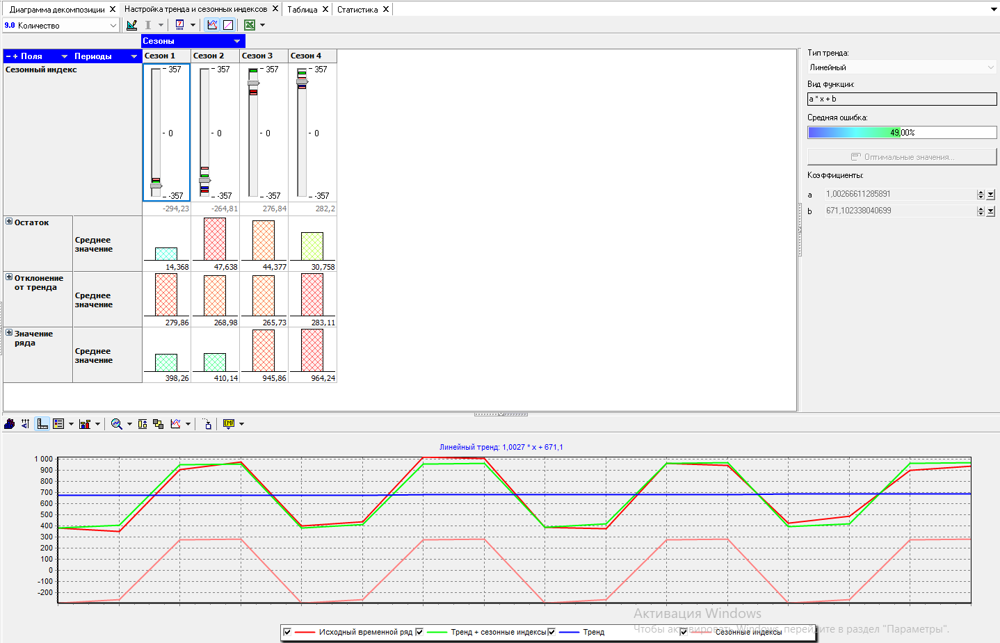 Диаграмма декомпозиции X Настройка тренда и сезонных индексов X Таблица X Статистика X
9.0 Количество
Сезоны
− + Поля Периоды Сезон 1 Сезон 2 Сезон 3 Сезон 4
Сезонный индекс
357 357 357 357
0 0 0 0
-357 -357 -357 -357
-294,23 -264,81 276,84 282,2
Остаток
Среднее
значение
14,368 47,638 44,377 30,758
Отклонение
от тренда
Среднее
значение
279,86 268,98 265,73 283,11
Значение
ряда
Среднее
значение
398,26 410,14 945,86 964,24
Тип тренда:
Линейный
Вид функции:
a * x + b
Средняя ошибка:
49,00%
Оптимальные значения...
Коэффициенты:
a 1,00266611285891
b 671,102338040699
EMF
Линейный тренд: 1,0027 * x + 671,1
1 000
900
800
700
600
500
400
300
200
100
0
-100
-200
Активация Windows
Чтобы активировать Windows, перейдите в раздел "Параметры".
Исходный временной ряд Тренд + сезонные индексы Тренд Сезонные индексы